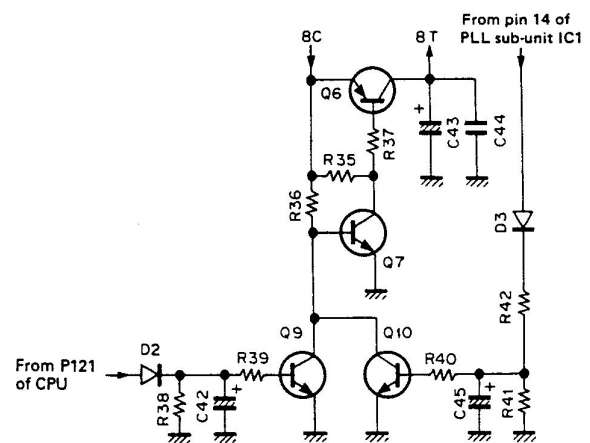 From pin 14 of
PLL sub-unit IC1
8C
8T
Q6
+
C43
C44
R37
R35
R36
D3
Q7
R42
Q9
Q10
D2
From P121
of CPU
R39
R40
R38
C42
+
C45
+
R41